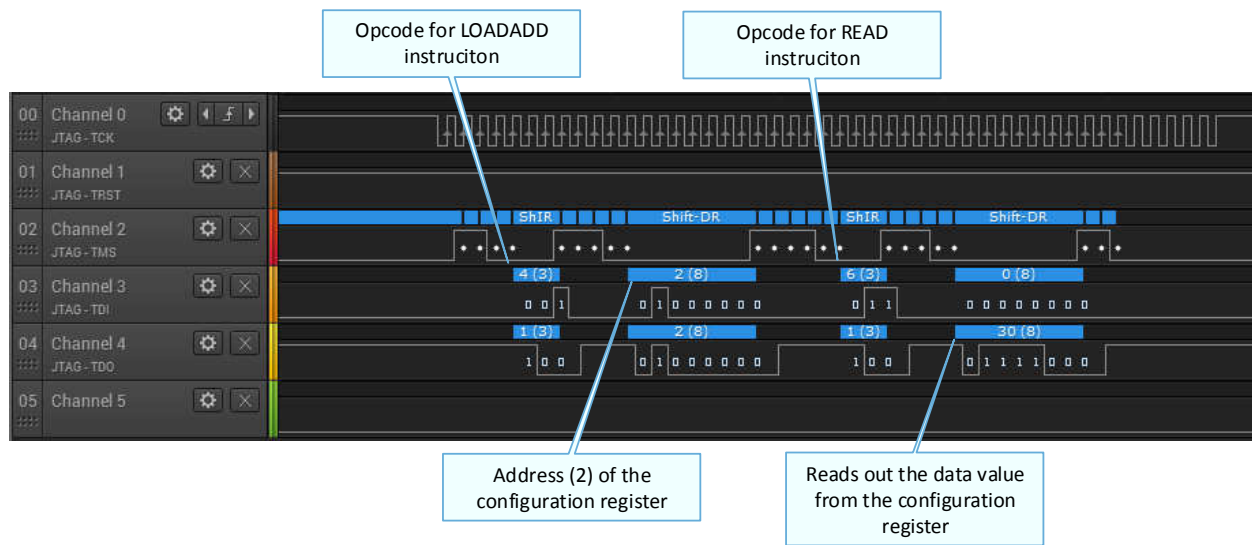 Opcode for LOADADD
instruciton
Opcode for READ
instruciton
00 Channel 0
JTAG - TCK
01 Channel 1
JTAG - TRST
ShIR Shift-DR ShIR Shift-DR
02 Channel 2
JTAG - TMS
4 (3) 2 (8) 6 (3) 0 (8)
03 Channel 3
JTAG - TDI
0 0 1 0 1 0 0 0 0 0 0 0 1 1 0 0 0 0 0 0 0 0
1 (3) 2 (8) 1 (3) 30 (8)
04 Channel 4
JTAG - TDO
1 0 0 0 1 0 0 0 0 0 0 1 0 0 0 1 1 1 1 0 0 0
05 Channel 5
Address (2) of the
configuration register
Reads out the data value
from the configuration
register